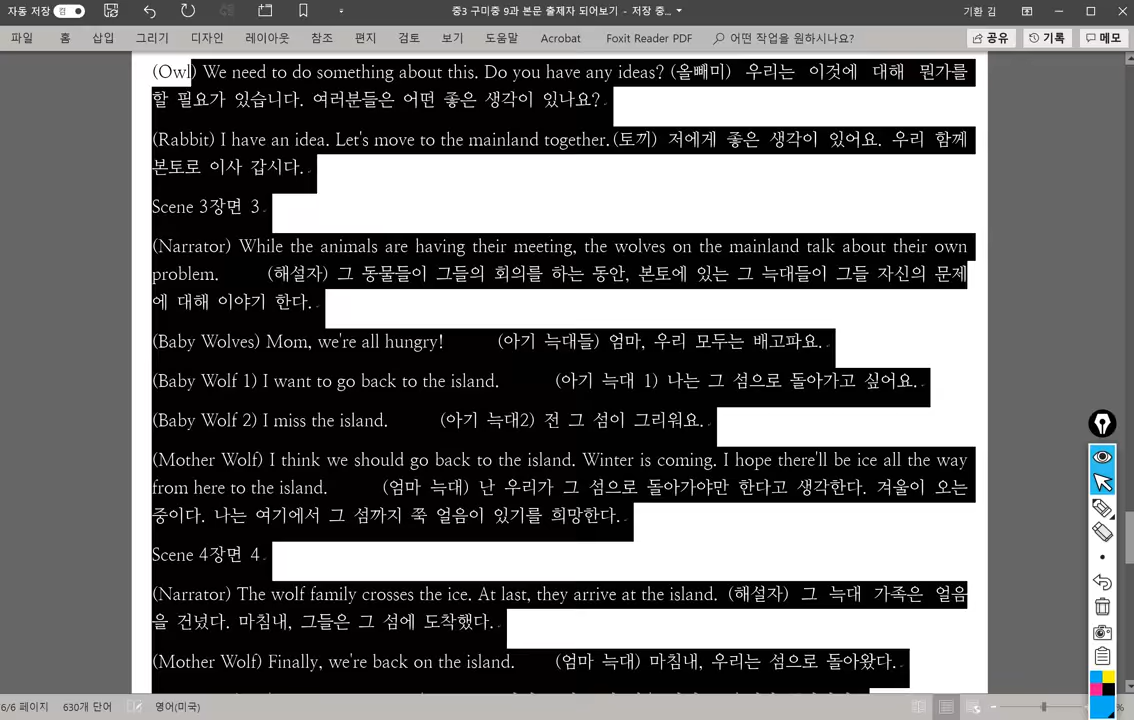 자동 저장 켬 중3 구미중 9과 본문 출제자 되어보기 - 저장 중... 기환 김
파일 홈 삽입 그리기 디자인 레이아웃 참조 편지 검토 보기 도움말 Acrobat Foxit Reader PDF 어떤 작업을 원하시나요? 공유 기록 메모
(Owl) We need to do something about this. Do you have any ideas? (올빼미) 우리는 이것에 대해 뭔가를
할 필요가 있습니다. 여러분들은 어떤 좋은 생각이 있나요?
(Rabbit) I have an idea. Let's move to the mainland together.(토끼) 저에게 좋은 생각이 있어요. 우리 함께
본토로 이사 갑시다.
Scene 3장면 3
(Narrator) While the animals are having their meeting, the wolves on the mainland talk about their own
problem. (해설자) 그 동물들이 그들의 회의를 하는 동안, 본토에 있는 그 늑대들이 그들 자신의 문제
에 대해 이야기 한다.
(Baby Wolves) Mom, we're all hungry! (아기 늑대들) 엄마, 우리 모두는 배고파요.
(Baby Wolf 1) I want to go back to the island. (아기 늑대 1) 나는 그 섬으로 돌아가고 싶어요.
(Baby Wolf 2) I miss the island. (아기 늑대2) 전 그 섬이 그리워요.
(Mother Wolf) I think we should go back to the island. Winter is coming. I hope there'll be ice all the way
from here to the island. (엄마 늑대) 난 우리가 그 섬으로 돌아가야만 한다고 생각한다. 겨울이 오는
중이다. 나는 여기에서 그 섬까지 쭉 얼음이 있기를 희망한다.
Scene 4장면 4
(Narrator) The wolf family crosses the ice. At last, they arrive at the island. (해설자) 그 늑대 가족은 얼음
을 건넜다. 마침내, 그들은 그 섬에 도착했다.
(Mother Wolf) Finally, we're back on the island. (엄마 늑대) 마침내, 우리는 섬으로 돌아왔다.
6/6 페이지 630개 단어 영어(미국) %